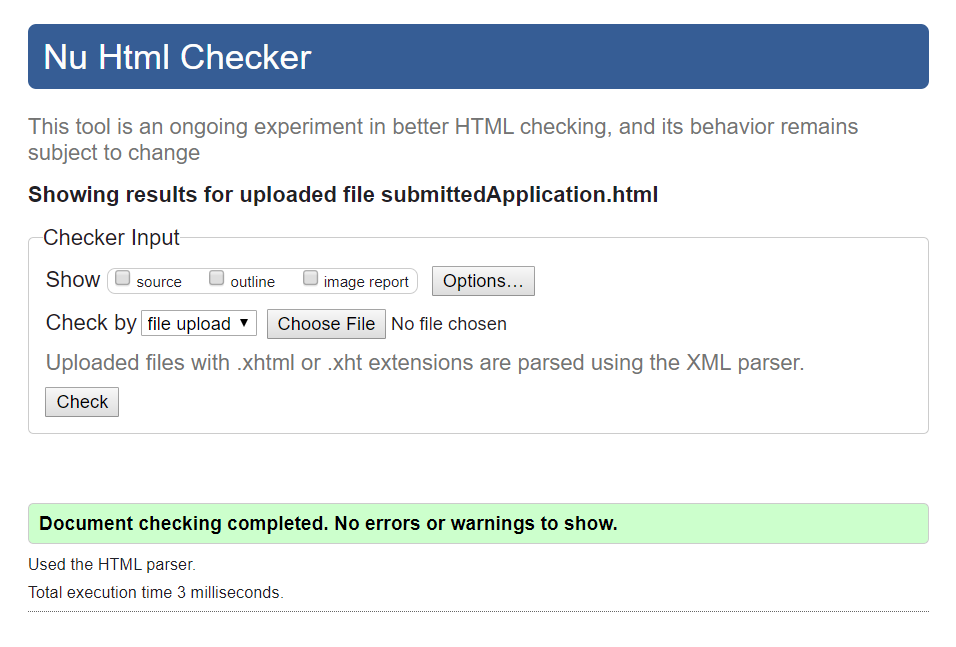 Nu Html Checker
This tool is an ongoing experiment in better HTML checking, and its behavior remains
subject to change
Showing results for uploaded file submittedApplication.html
Checker Input
Show source outline image report Options...
Check by file upload Choose File No file chosen
Uploaded files with .xhtml or .xht extensions are parsed using the XML parser.
Check
Document checking completed. No errors or warnings to show.
Used the HTML parser.
Total execution time 3 milliseconds.